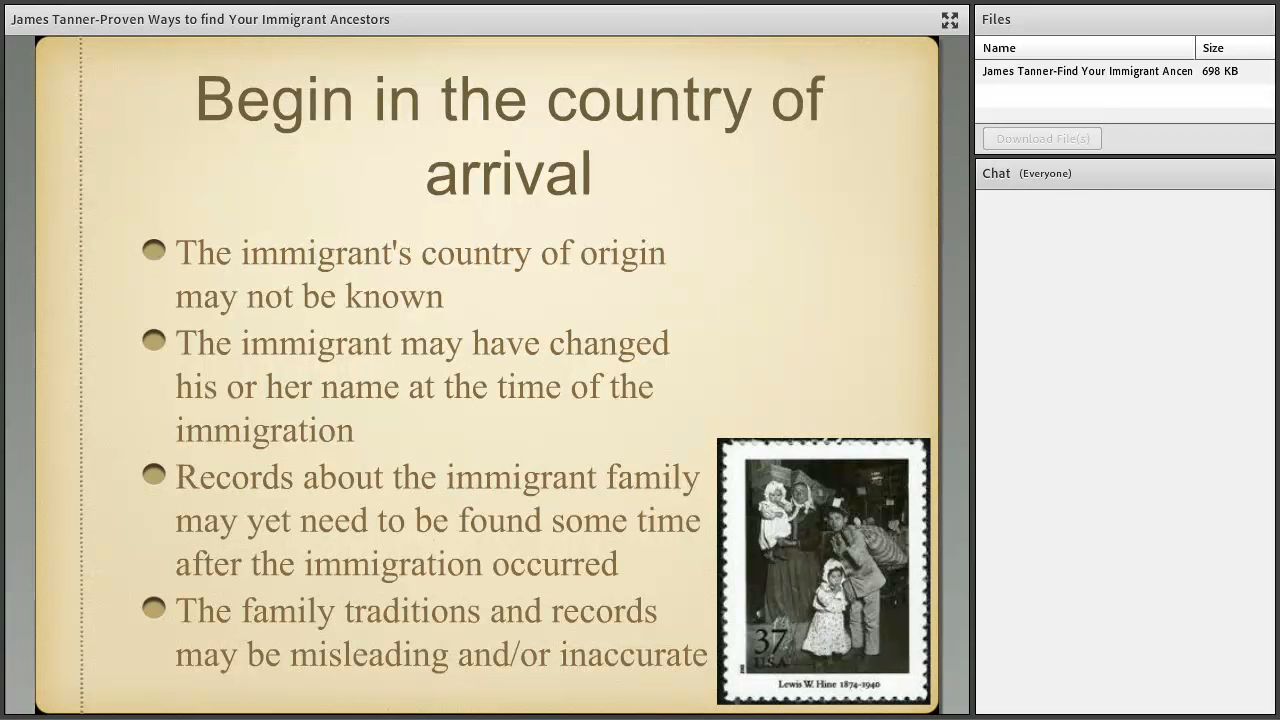 James Tanner-Proven Ways to find Your Immigrant Ancestors
Begin in the country of
arrival
The immigrant's country of origin
may not be known
The immigrant may have changed
his or her name at the time of the
immigration
Records about the immigrant family
may yet need to be found some time
after the immigration occurred
The family traditions and records
may be misleading and/or inaccurate
37
USA
Lewis W. Hine 1874-1940
Files
Name Size
James Tanner-Find Your Immigrant Ancen 698 KB
Download File(s)
Chat (Everyone)